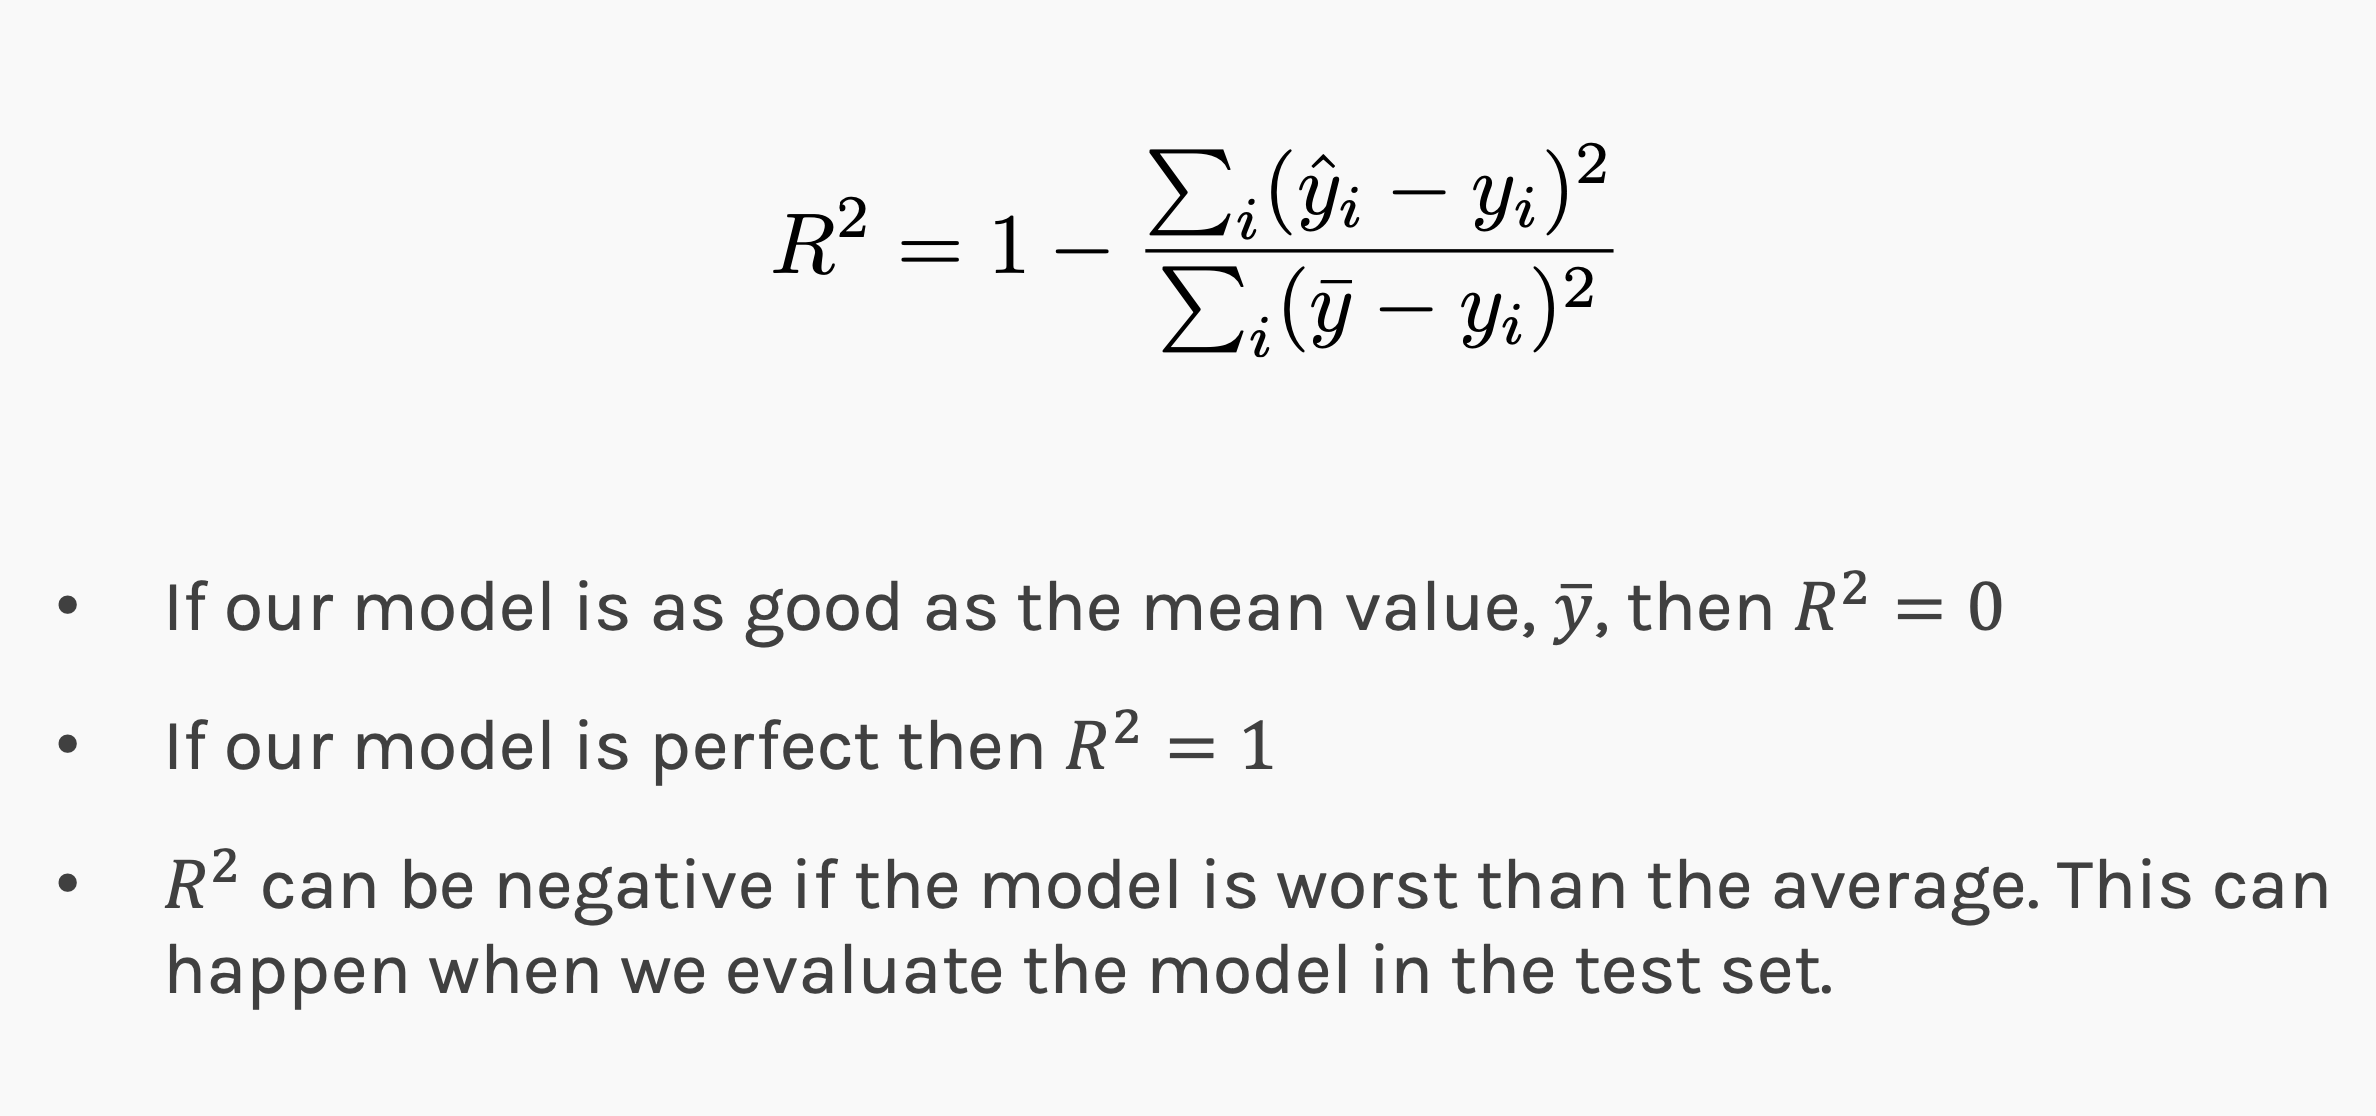 R² = 1 − ∑ᵢ(ŷᵢ − yᵢ)² / ∑ᵢ(ȳ − yᵢ)²
• If our model is as good as the mean value, ȳ, then R² = 0
• If our model is perfect then R² = 1
• R² can be negative if the model is worst than the average. This can
happen when we evaluate the model in the test set.